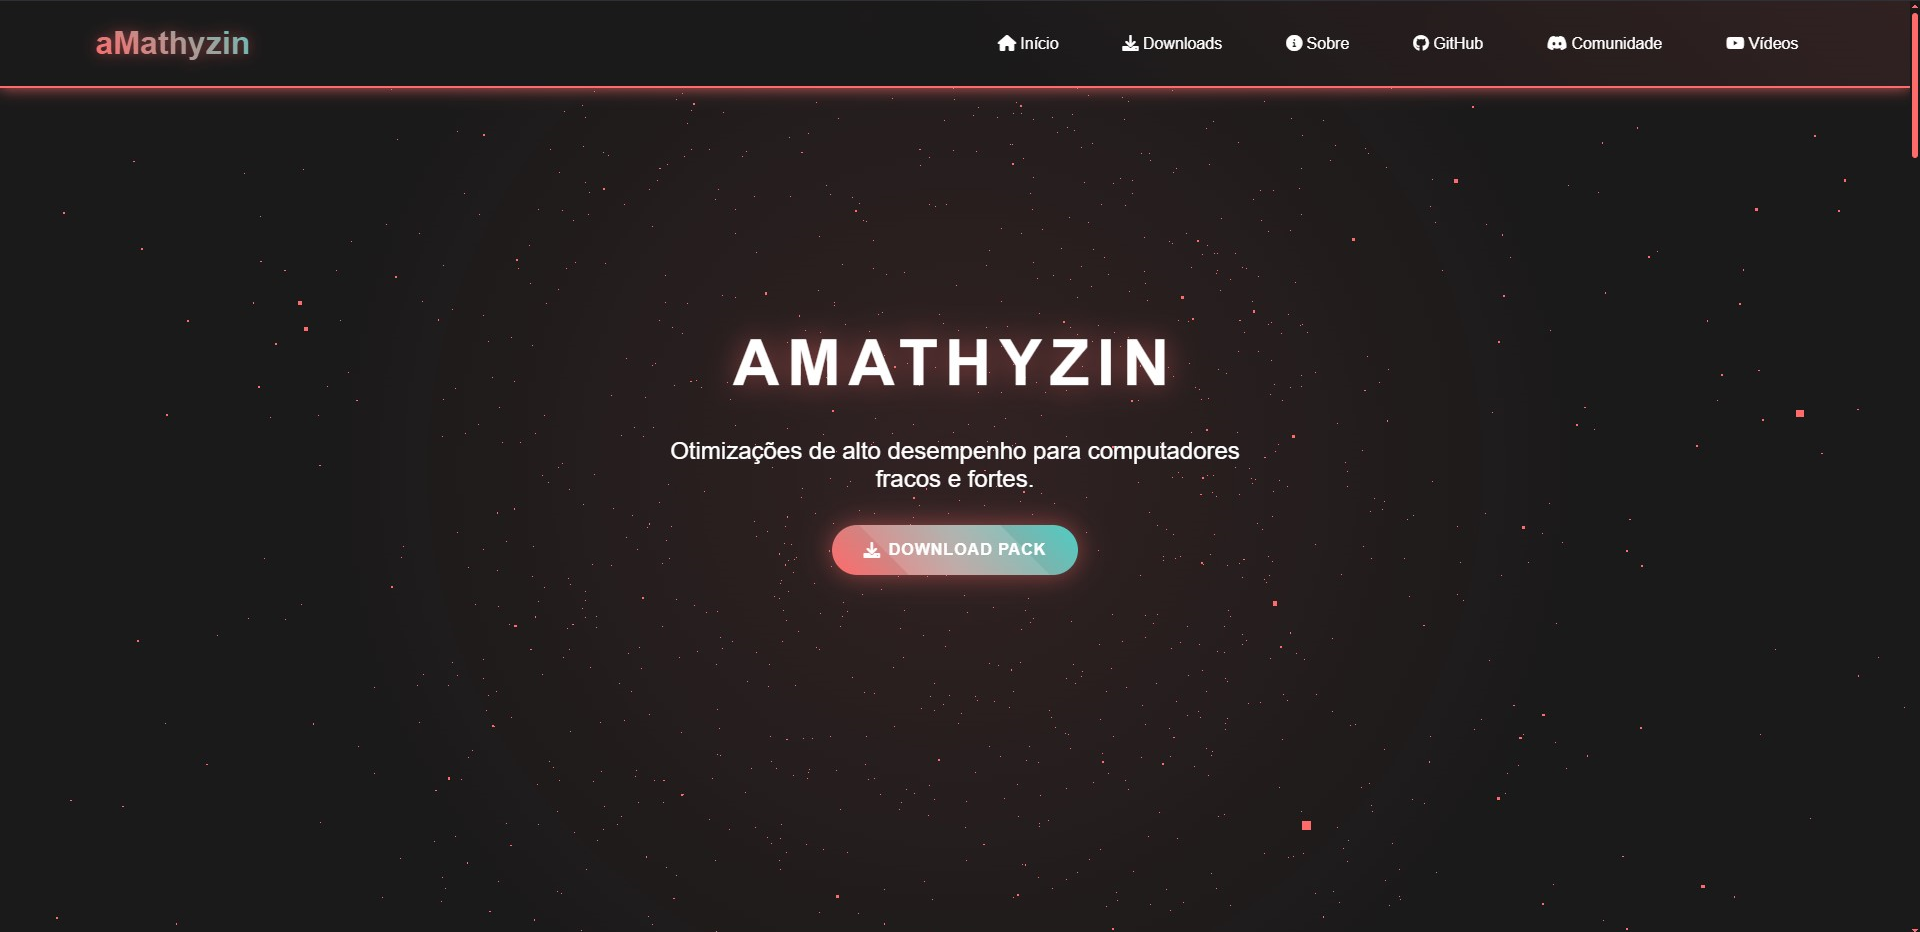 aMathyzin
Início
Downloads
Sobre
GitHub
Comunidade
Vídeos
AMATHYZIN
Otimizações de alto desempenho para computadores
fracos e fortes.
DOWNLOAD PACK